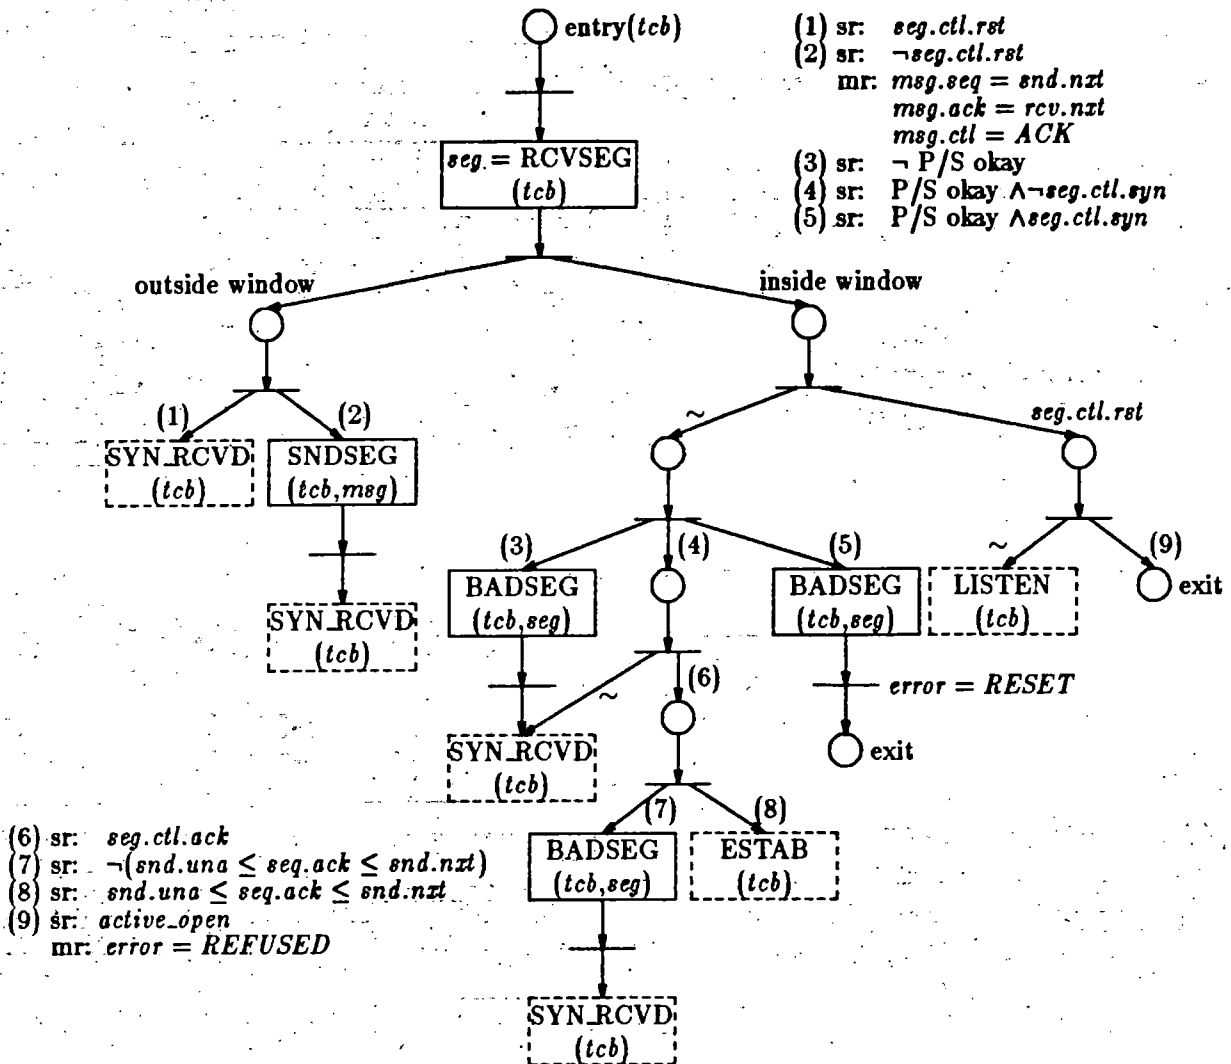 entry(tcb)
(1) sr: seg.ctl.rst
(2) sr: ¬seg.ctl.rst
mr: msg.seq = snd.nxt
msg.ack = rcv.nxt
msg.ctl = ACK
(3) sr: ¬ P/S okay
(4) sr: P/S okay ∧¬seg.ctl.syn
(5) sr: P/S okay ∧seg.ctl.syn
seg = RCVSEG
(tcb)
outside window
inside window
(1)
(2)
~
seg.ctl.rst
SYN_RCVD
(tcb)
SNDSEG
(tcb,msg)
SYN_RCVD
(tcb)
(3)
(4)
(5)
~
(9)
BADSEG
(tcb,seg)
BADSEG
(tcb,seg)
LISTEN
(tcb)
exit
~
(6)
error = RESET
SYN_RCVD
(tcb)
exit
(7)
(8)
BADSEG
(tcb,seg)
ESTAB
(tcb)
(6) sr: seg.ctl.ack
(7) sr: ¬(snd.una ≤ seq.ack ≤ snd.nxt)
(8) sr: snd.una ≤ seq.ack ≤ snd.nxt
(9) sr: active_open
mr: error = REFUSED
SYN_RCVD
(tcb)